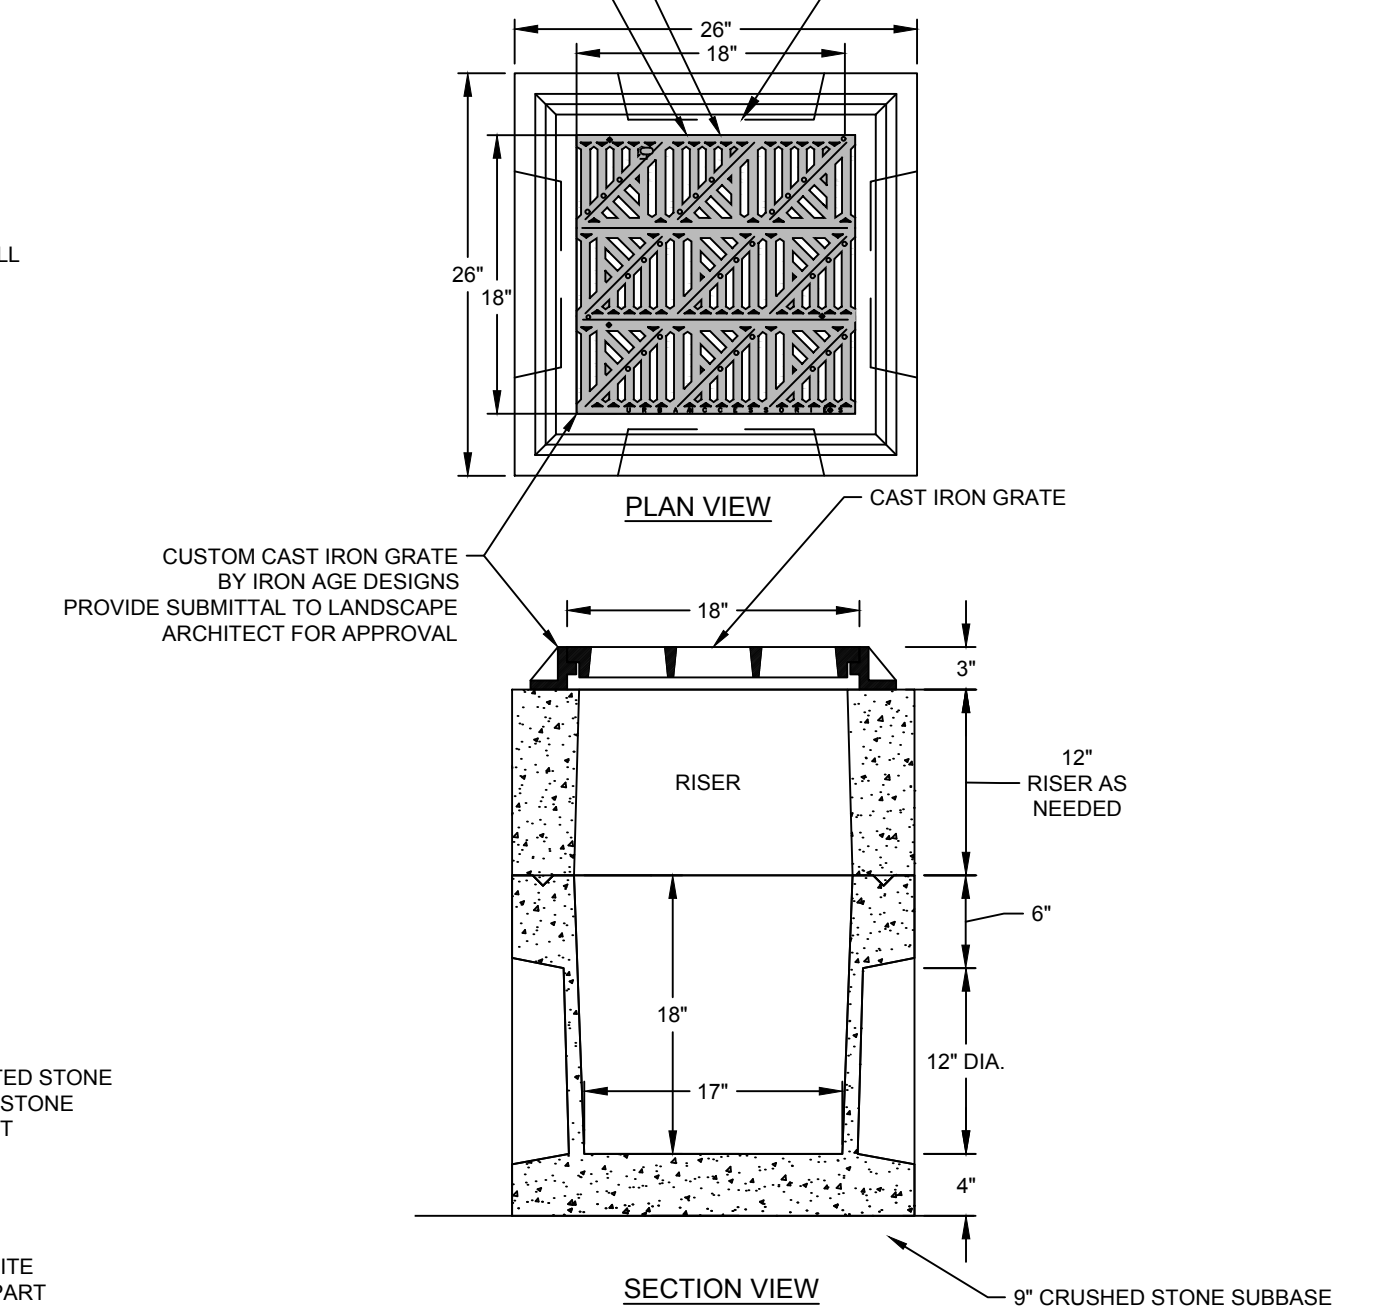 26"
18"
26"
18"
LL
PLAN VIEW
CAST IRON GRATE
CUSTOM CAST IRON GRATE
BY IRON AGE DESIGNS
PROVIDE SUBMITTAL TO LANDSCAPE
ARCHITECT FOR APPROVAL
18"
3"
RISER
12"
RISER AS
NEEDED
6"
18"
12" DIA.
17"
TED STONE
STONE
T
4"
ITE
PART
SECTION VIEW
9" CRUSHED STONE SUBBASE